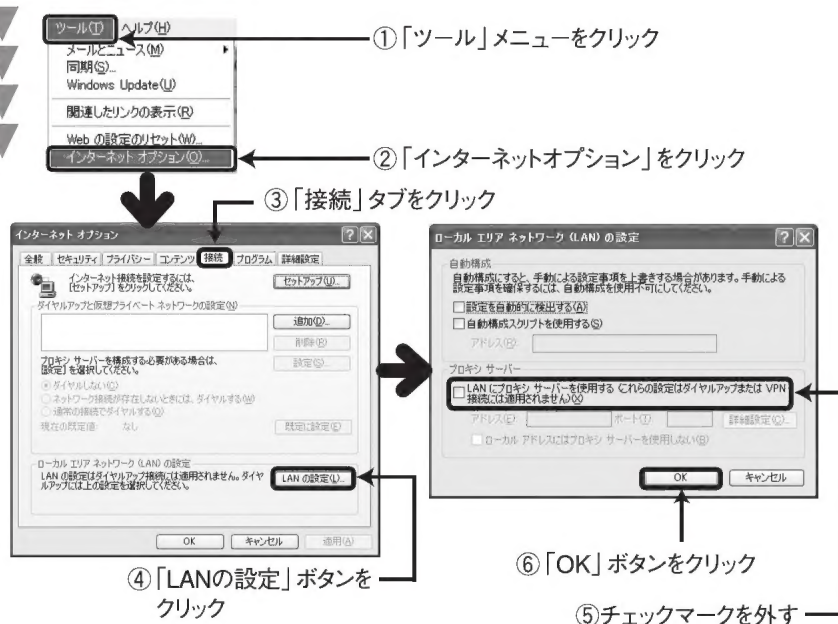 ツール(T) ヘルプ(H)
①「ツール」メニューをクリック
メールとニュース(M)
同期(S)...
Windows Update(U)
関連したリンクの表示(R)
Web の設定のリセット(W)...
インターネット オプション(O)...
②「インターネットオプション」をクリック
③「接続」タブをクリック
インターネット オプション
全般 セキュリティ プライバシー コンテンツ 接続 プログラム 詳細設定
インターネット接続を設定するには、
[セットアップ] をクリックしてください。
セットアップ(U)...
ダイヤルアップと仮想プライベート ネットワークの設定(N)
追加(D)...
削除(R)
プロキシ サーバーを構成する必要がある場合は、
[設定] を選択してください。
設定(S)...
ダイヤルしない(C)
ネットワーク接続が存在しないときには、ダイヤルする(W)
通常の接続でダイヤルする(O)
現在の既定値: なし
既定に設定(E)
ローカル エリア ネットワーク (LAN) の設定
LAN の設定はダイヤルアップ接続には適用されません。ダイヤ
ルアップには上の設定を選択してください。
LAN の設定(L)...
OK キャンセル 適用(A)
④「LANの設定」ボタンを
クリック
ローカル エリア ネットワーク (LAN) の設定
自動構成
自動構成にすると、手動による設定事項を上書きする場合があります。手動による
設定事項を確保するには、自動構成を使用不可にしてください。
設定を自動的に検出する(A)
自動構成スクリプトを使用する(S)
アドレス(R):
プロキシ サーバー
LAN にプロキシ サーバーを使用する (これらの設定はダイヤルアップまたは VPN
接続には適用されません)(X)
アドレス(E): ポート(T): 詳細設定(C)...
ローカル アドレスにはプロキシ サーバーを使用しない(B)
OK キャンセル
⑥「OK」ボタンをクリック
⑤チェックマークを外す